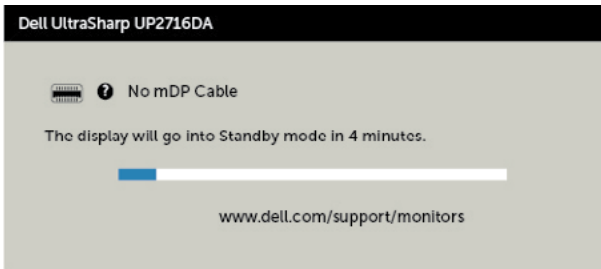 Dell UltraSharp UP2716DA
? No mDP Cable
The display will go into Standby mode in 4 minutes.
www.dell.com/support/monitors